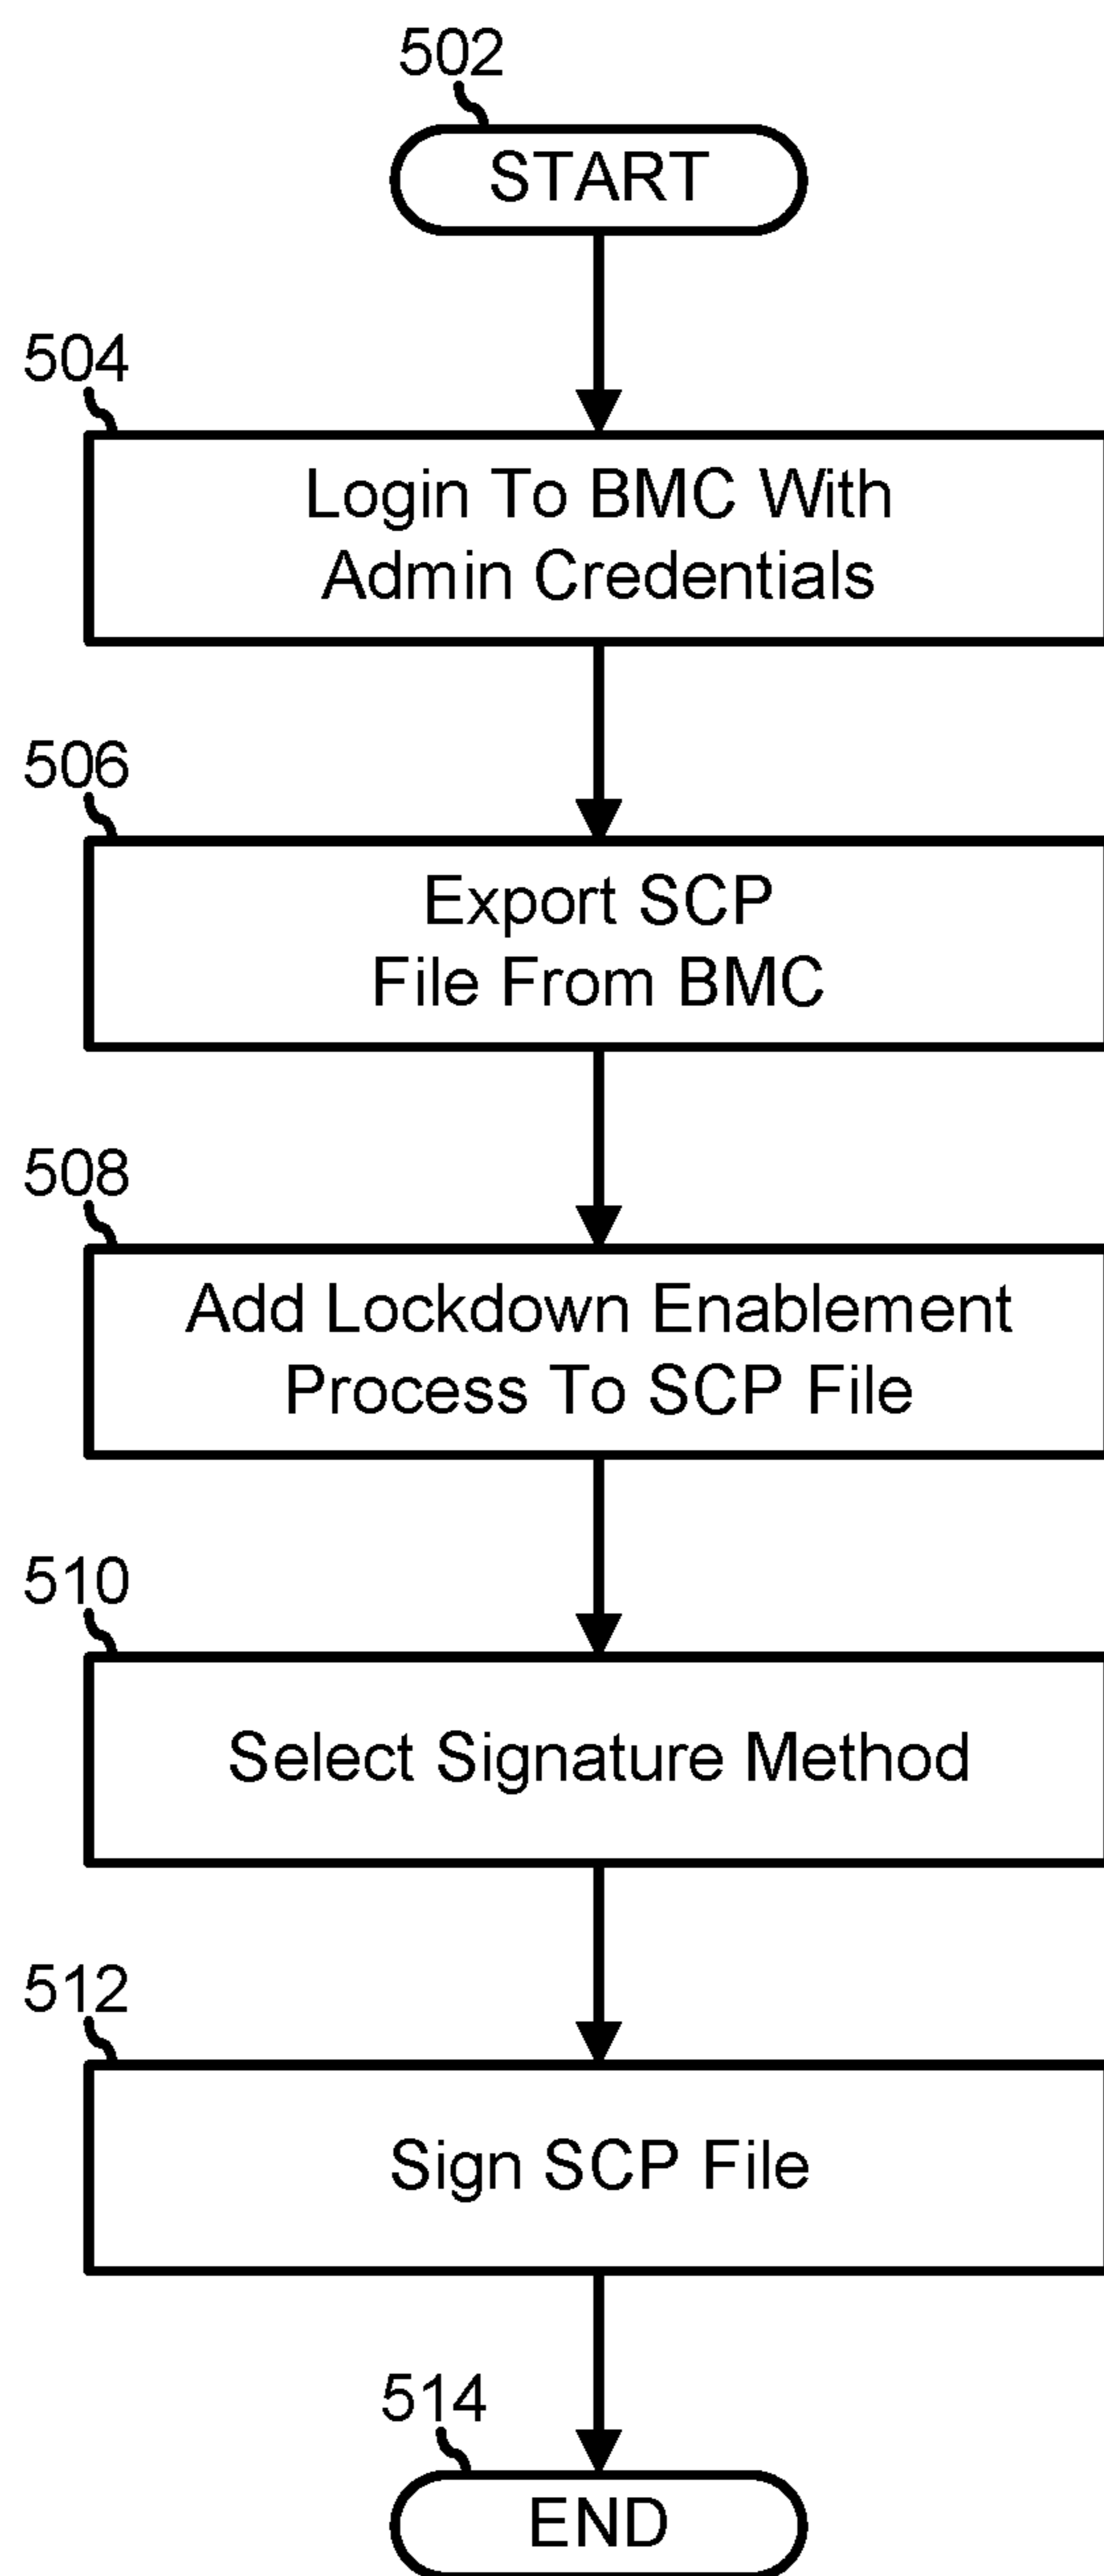 502
START
504
Login To BMC With
Admin Credentials
506
Export SCP
File From BMC
508
Add Lockdown Enablement
Process To SCP File
510
Select Signature Method
512
Sign SCP File
514
END